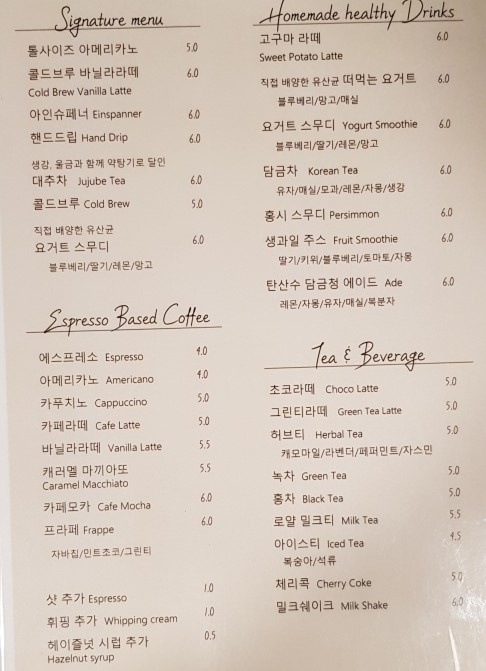 Signature menu
톨사이즈 아메리카노 5.0
콜드브루 바닐라라떼 6.0
Cold Brew Vanilla Latte
아인슈페너 Einspanner 6.0
핸드드립 Hand Drip 6.0
생강, 울금과 함께 약탕기로 달인
대추차 Jujube Tea 6.0
콜드브루 Cold Brew 5.0
직접 배양한 유산균
요거트 스무디 6.0
블루베리/딸기/레몬/망고
Espresso Based Coffee
에스프레소 Espresso 4.0
아메리카노 Americano 4.0
카푸치노 Cappuccino 5.0
카페라떼 Cafe Latte 5.0
바닐라라떼 Vanilla Latte 5.5
캐러멜 마끼아또 5.5
Caramel Macchiato
카페모카 Cafe Mocha 6.0
프라페 Frappe 6.0
자바칩/민트초코/그린티
샷 추가 Espresso 1.0
휘핑 추가 Whipping cream 1.0
헤이즐넛 시럽 추가 0.5
Hazelnut syrup
Homemade healthy Drinks
고구마 라떼 6.0
Sweet Potato Latte
직접 배양한 유산균 떠먹는 요거트 6.0
블루베리/망고/매실
요거트 스무디 Yogurt Smoothie 6.0
블루베리/딸기/레몬/망고
담금차 Korean Tea 6.0
유자/매실/모과/레몬/자몽/생강
홍시 스무디 Persimmon 6.0
생과일 주스 Fruit Smoothie 6.0
딸기/키위/블루베리/토마토/자몽
탄산수 담금청 에이드 Ade 6.0
레몬/자몽/유자/매실/복분자
Tea & Beverage
초코라떼 Choco Latte 5.0
그린티라떼 Green Tea Latte 5.0
허브티 Herbal Tea 5.0
캐모마일/라벤더/페퍼민트/자스민
녹차 Green Tea 5.0
홍차 Black Tea 5.0
로얄 밀크티 Milk Tea 5.5
아이스티 Iced Tea 4.5
복숭아/석류
체리콕 Cherry Coke 5.0
밀크쉐이크 Milk Shake 6.0